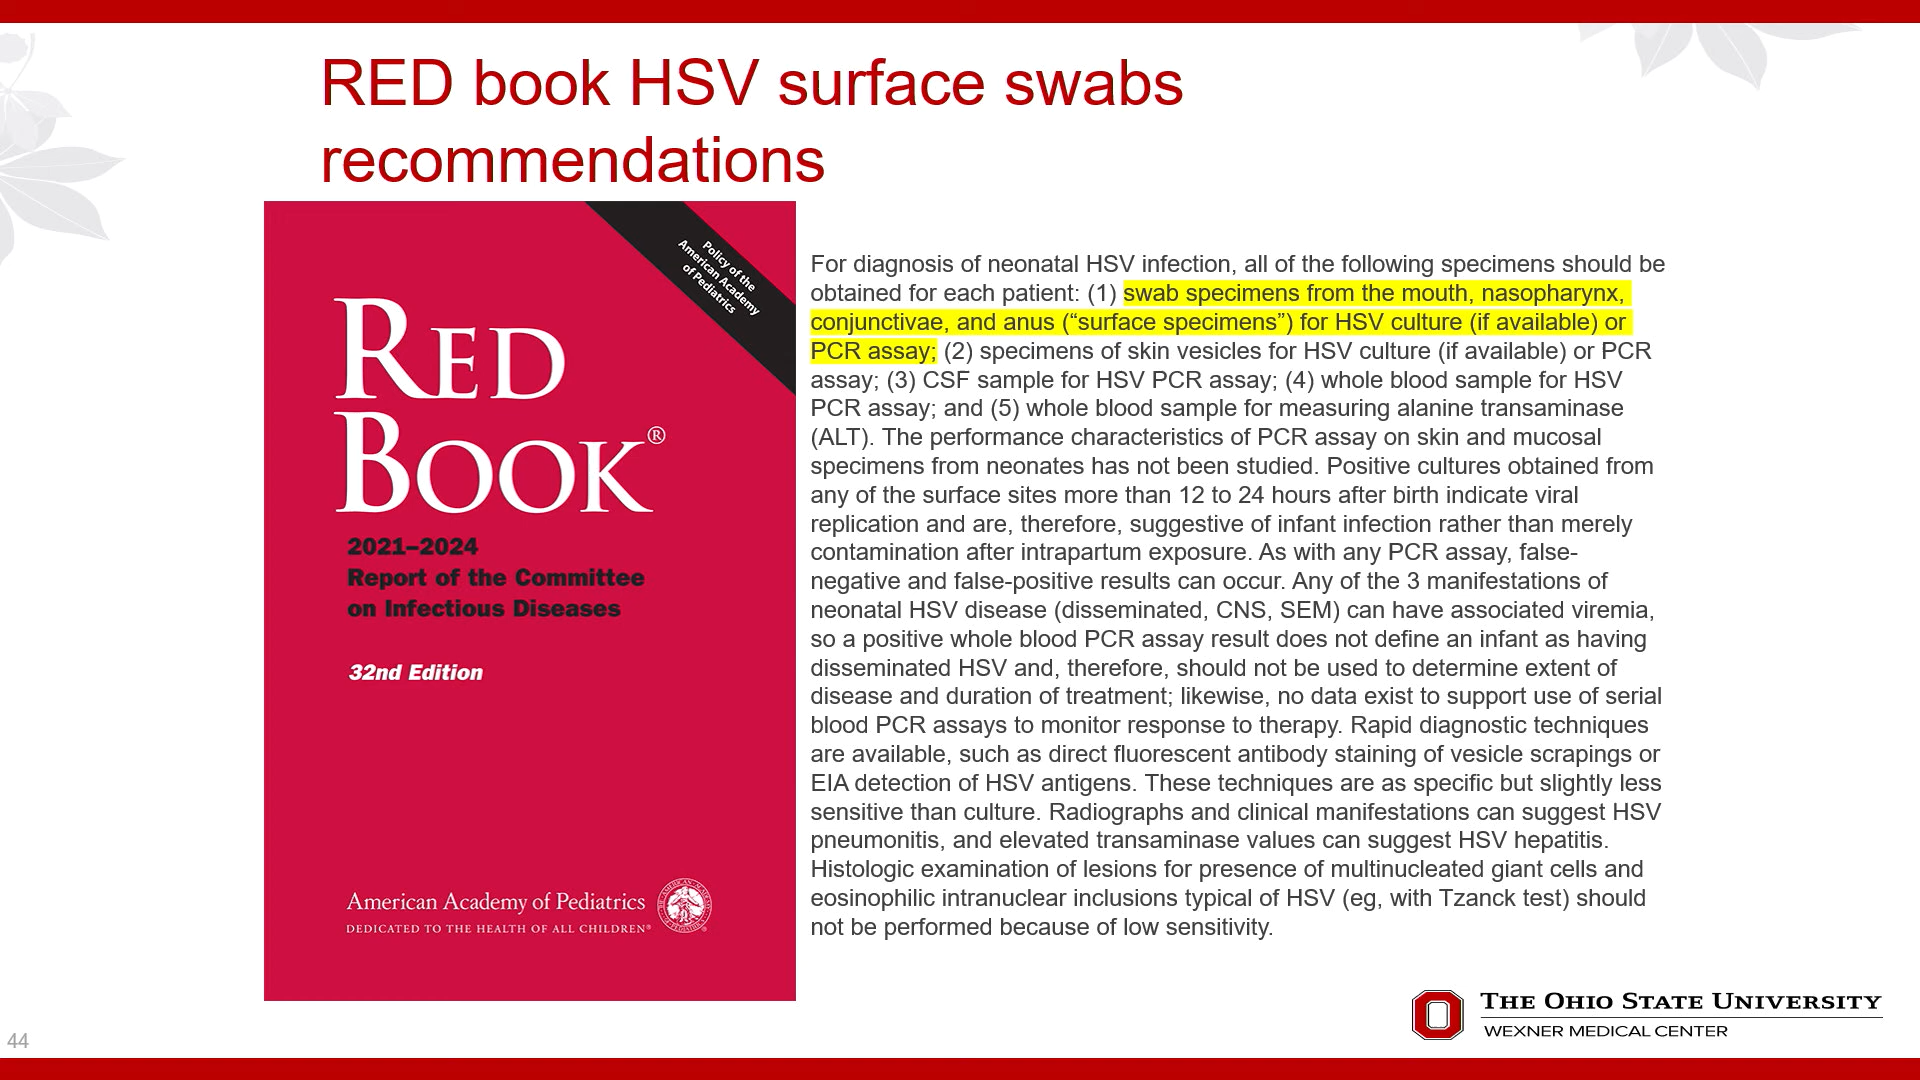 RED book HSV surface swabs
recommendations
Policy of the
American Academy
of Pediatrics
RED
BOOK®
2021–2024
Report of the Committee
on Infectious Diseases
32nd Edition
American Academy of Pediatrics
DEDICATED TO THE HEALTH OF ALL CHILDREN®
For diagnosis of neonatal HSV infection, all of the following specimens should be
obtained for each patient: (1) swab specimens from the mouth, nasopharynx,
conjunctivae, and anus (“surface specimens”) for HSV culture (if available) or
PCR assay; (2) specimens of skin vesicles for HSV culture (if available) or PCR
assay; (3) CSF sample for HSV PCR assay; (4) whole blood sample for HSV
PCR assay; and (5) whole blood sample for measuring alanine transaminase
(ALT). The performance characteristics of PCR assay on skin and mucosal
specimens from neonates has not been studied. Positive cultures obtained from
any of the surface sites more than 12 to 24 hours after birth indicate viral
replication and are, therefore, suggestive of infant infection rather than merely
contamination after intrapartum exposure. As with any PCR assay, false-
negative and false-positive results can occur. Any of the 3 manifestations of
neonatal HSV disease (disseminated, CNS, SEM) can have associated viremia,
so a positive whole blood PCR assay result does not define an infant as having
disseminated HSV and, therefore, should not be used to determine extent of
disease and duration of treatment; likewise, no data exist to support use of serial
blood PCR assays to monitor response to therapy. Rapid diagnostic techniques
are available, such as direct fluorescent antibody staining of vesicle scrapings or
EIA detection of HSV antigens. These techniques are as specific but slightly less
sensitive than culture. Radiographs and clinical manifestations can suggest HSV
pneumonitis, and elevated transaminase values can suggest HSV hepatitis.
Histologic examination of lesions for presence of multinucleated giant cells and
eosinophilic intranuclear inclusions typical of HSV (eg, with Tzanck test) should
not be performed because of low sensitivity.
THE OHIO STATE UNIVERSITY
WEXNER MEDICAL CENTER
44